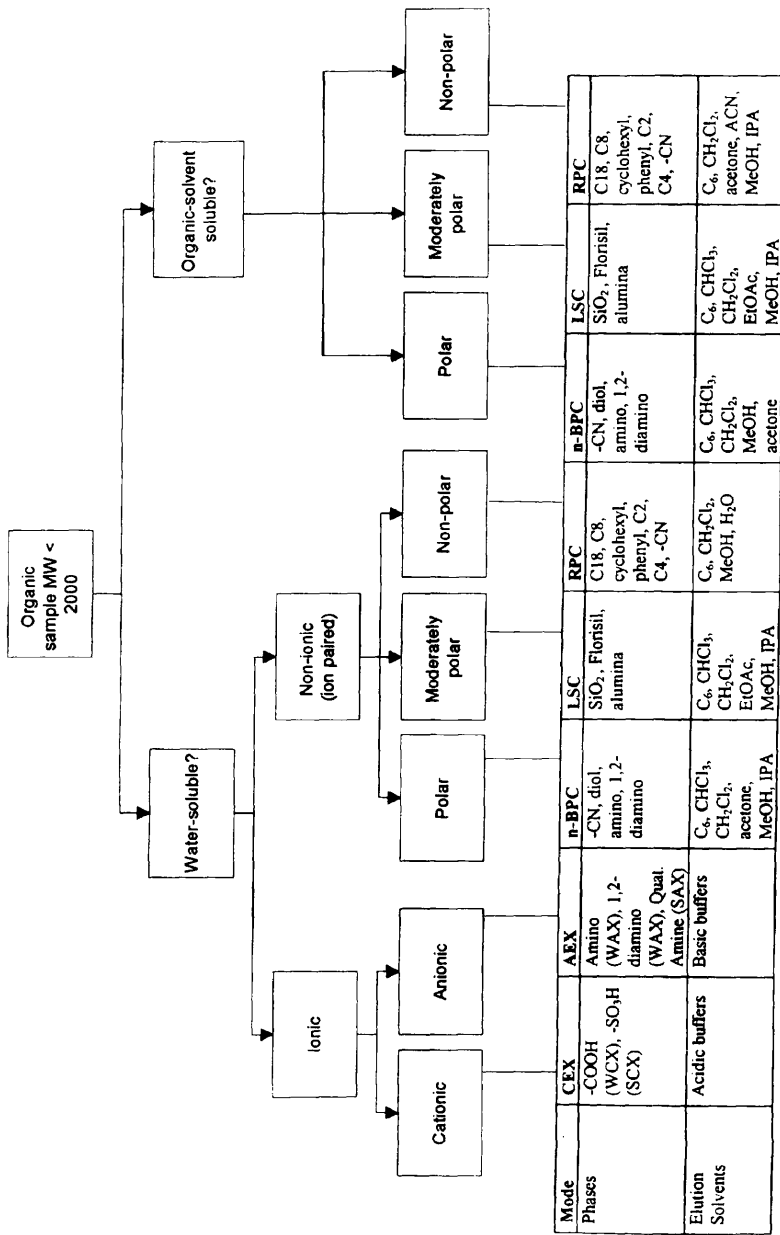 Organic
sample MW <
2000
Water-soluble?
Organic-solvent
soluble?
Ionic
Non-ionic
(ion paired)
Cationic
Anionic
Polar
Moderately
polar
Non-polar
Polar
Moderately
polar
Non-polar
Mode
CEX
AEX
n-BPC
LSC
RPC
n-BPC
LSC
RPC
Phases
-COOH
(WCX), -SO₃H
(SCX)
Amino
(WAX), 1,2-
diamino
(WAX), Quat.
Amine (SAX)
-CN, diol,
amino, 1,2-
diamino
SiO₂, Florisil,
alumina
C18, C8,
cyclohexyl,
phenyl, C2,
C4, -CN
-CN, diol,
amino, 1,2-
diamino
SiO₂, Florisil,
alumina
C18, C8,
cyclohexyl,
phenyl, C2,
C4, -CN
Elution
Solvents
Acidic buffers
Basic buffers
C₆, CHCl₃,
CH₂Cl₂,
acetone,
MeOH, IPA
C₆, CHCl₃,
CH₂Cl₂,
EtOAc,
MeOH, IPA
C₆, CH₂Cl₂,
MeOH, H₂O
C₆, CHCl₃,
CH₂Cl₂,
MeOH,
acetone
C₆, CHCl₃,
CH₂Cl₂,
EtOAc,
MeOH, IPA
C₆, CH₂Cl₂,
acetone, ACN,
MeOH, IPA